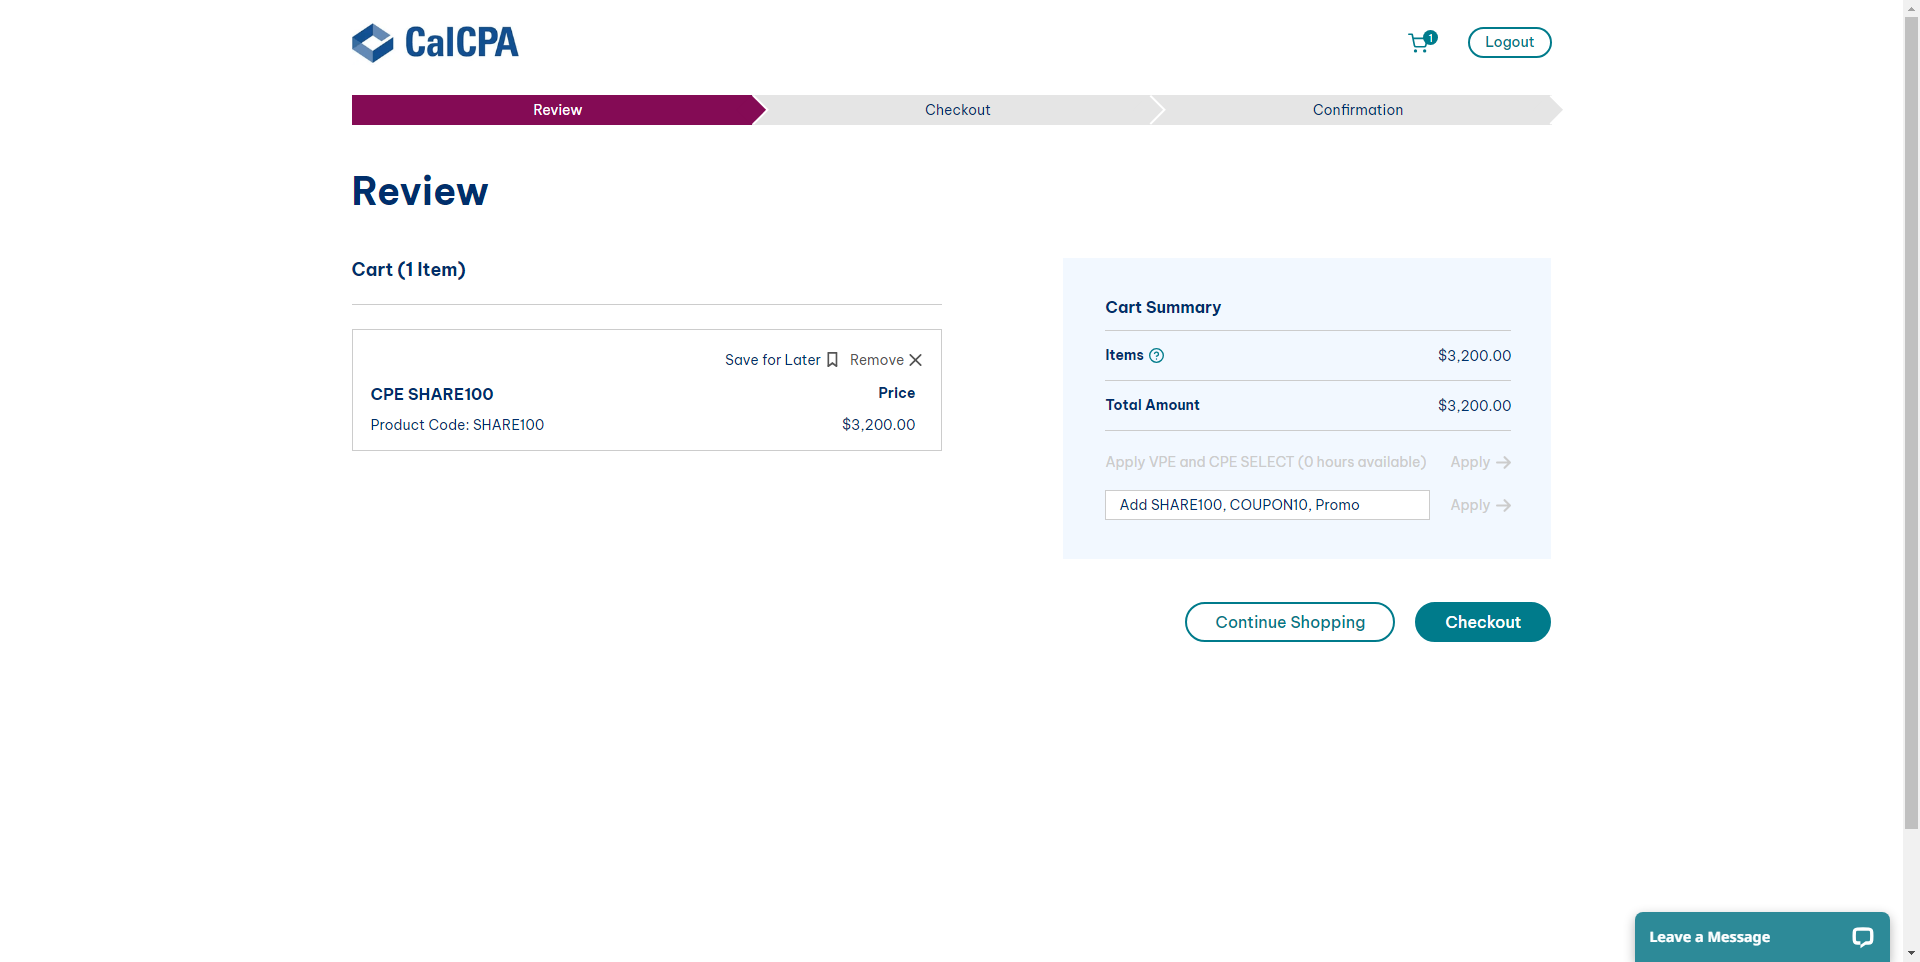 CalCPA
1
Logout
Review
Checkout
Confirmation
Review
Cart (1 Item)
Save for Later
Remove
CPE SHARE100
Price
Product Code: SHARE100
$3,200.00
Cart Summary
Items ?
$3,200.00
Total Amount
$3,200.00
Apply VPE and CPE SELECT (0 hours available)
Apply
Add SHARE100, COUPON10, Promo
Apply
Continue Shopping
Checkout
Leave a Message